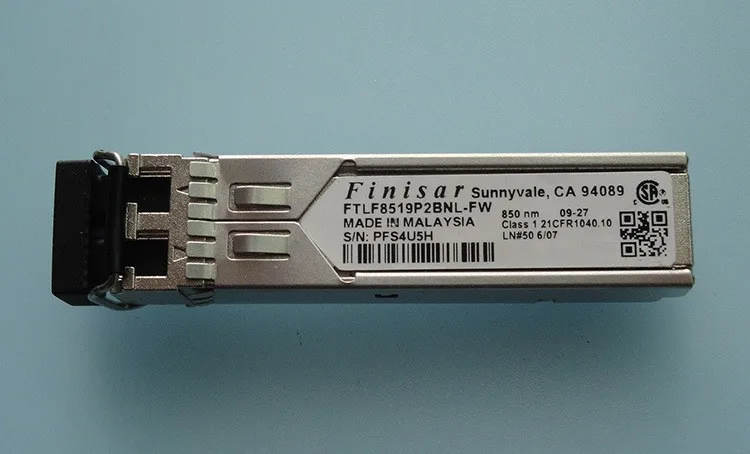 Finisar Sunnyvale, CA 94089
FTLF8519P2BNL-FW
850 nm 09-27
MADE IN MALAYSIA
Class 1 21CFR1040.10
S/N: PFS4U5H
LN#50 6/07